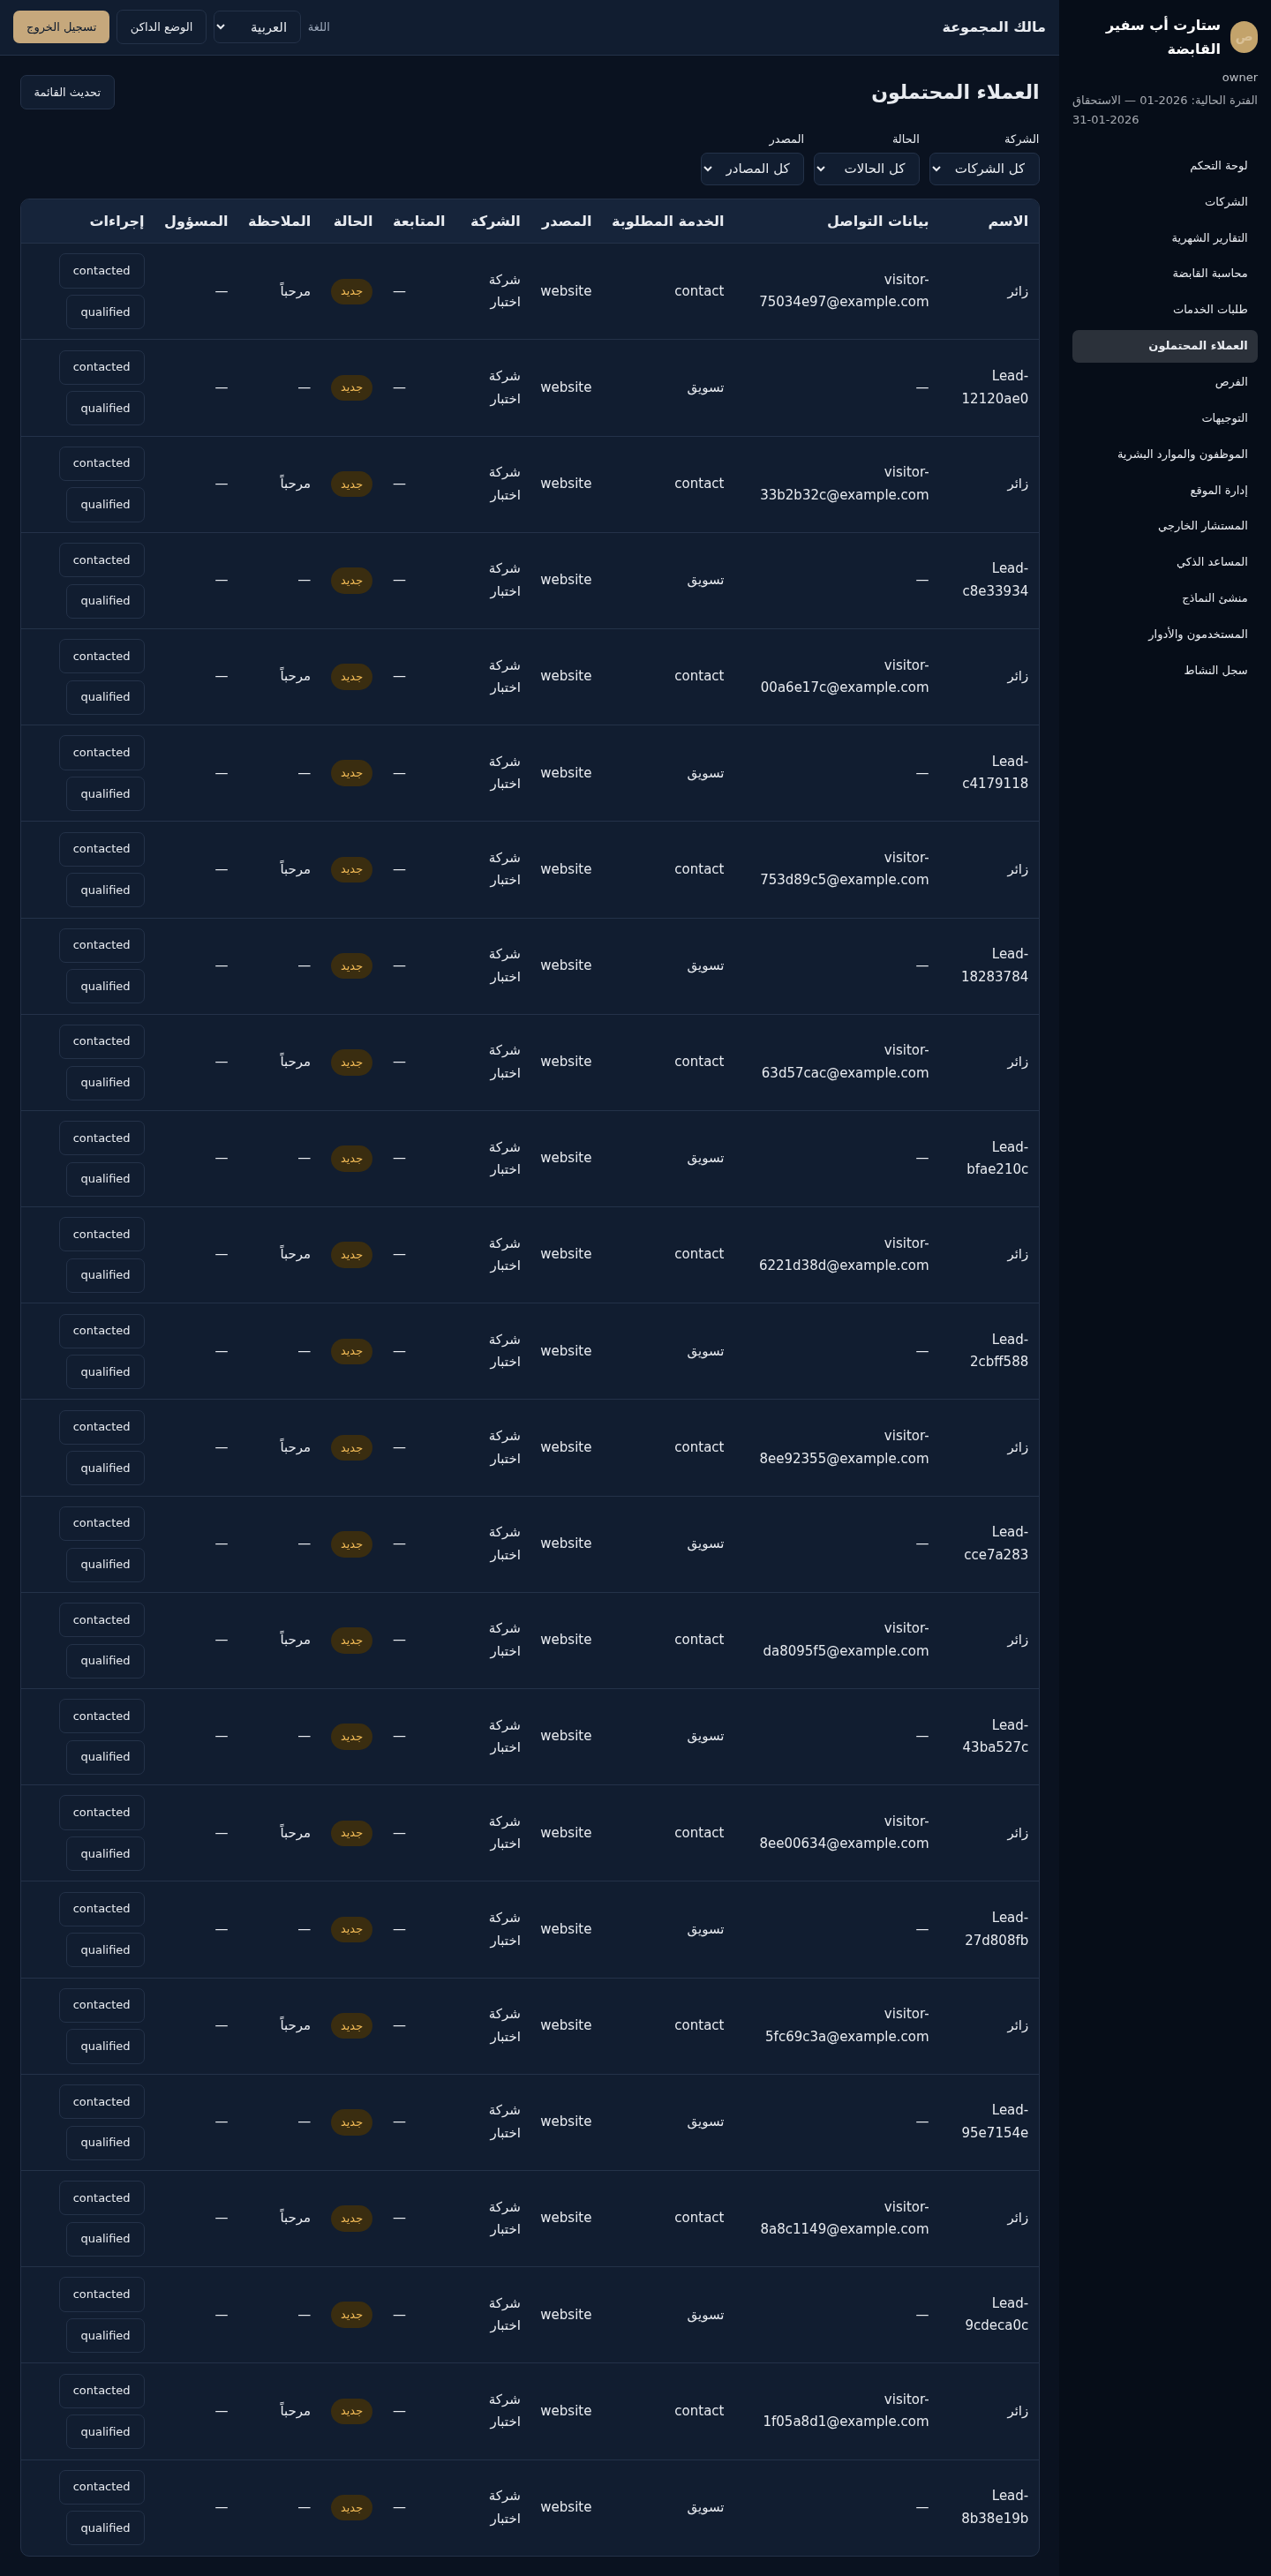 ستارت أب سفير
القابضة
owner
الفترة الحالية: 2026-01 — الاستحقاق
2026-01-31
لوحة التحكم
الشركات
التقارير الشهرية
محاسبة القابضة
طلبات الخدمات
العملاء المحتملون
الفرص
التوجيهات
الموظفون والموارد البشرية
إدارة الموقع
المستشار الخارجي
المساعد الذكي
منشئ النماذج
المستخدمون والأدوار
سجل النشاط
مالك المجموعة
اللغة العربية الوضع الداكن تسجيل الخروج
العملاء المحتملون
تحديث القائمة
الشركة الحالة المصدر
كل الشركات كل الحالات كل المصادر
الاسم بيانات التواصل الخدمة المطلوبة المصدر الشركة المتابعة الحالة الملاحظة المسؤول إجراءات
زائر visitor-75034e97@example.com contact website شركة اختبار — جديد مرحباً — contacted qualified
Lead-12120ae0 — تسويق website شركة اختبار — جديد — — contacted qualified
زائر visitor-33b2b32c@example.com contact website شركة اختبار — جديد مرحباً — contacted qualified
Lead-c8e33934 — تسويق website شركة اختبار — جديد — — contacted qualified
زائر visitor-00a6e17c@example.com contact website شركة اختبار — جديد مرحباً — contacted qualified
Lead-c4179118 — تسويق website شركة اختبار — جديد — — contacted qualified
زائر visitor-753d89c5@example.com contact website شركة اختبار — جديد مرحباً — contacted qualified
Lead-18283784 — تسويق website شركة اختبار — جديد — — contacted qualified
زائر visitor-63d57cac@example.com contact website شركة اختبار — جديد مرحباً — contacted qualified
Lead-bfae210c — تسويق website شركة اختبار — جديد — — contacted qualified
زائر visitor-6221d38d@example.com contact website شركة اختبار — جديد مرحباً — contacted qualified
Lead-2cbff588 — تسويق website شركة اختبار — جديد — — contacted qualified
زائر visitor-8ee92355@example.com contact website شركة اختبار — جديد مرحباً — contacted qualified
Lead-cce7a283 — تسويق website شركة اختبار — جديد — — contacted qualified
زائر visitor-da8095f5@example.com contact website شركة اختبار — جديد مرحباً — contacted qualified
Lead-43ba527c — تسويق website شركة اختبار — جديد — — contacted qualified
زائر visitor-8ee00634@example.com contact website شركة اختبار — جديد مرحباً — contacted qualified
Lead-27d808fb — تسويق website شركة اختبار — جديد — — contacted qualified
زائر visitor-5fc69c3a@example.com contact website شركة اختبار — جديد مرحباً — contacted qualified
Lead-95e7154e — تسويق website شركة اختبار — جديد — — contacted qualified
زائر visitor-8a8c1149@example.com contact website شركة اختبار — جديد مرحباً — contacted qualified
Lead-9cdeca0c — تسويق website شركة اختبار — جديد — — contacted qualified
زائر visitor-1f05a8d1@example.com contact website شركة اختبار — جديد مرحباً — contacted qualified
Lead-8b38e19b — تسويق website شركة اختبار — جديد — — contacted qualified